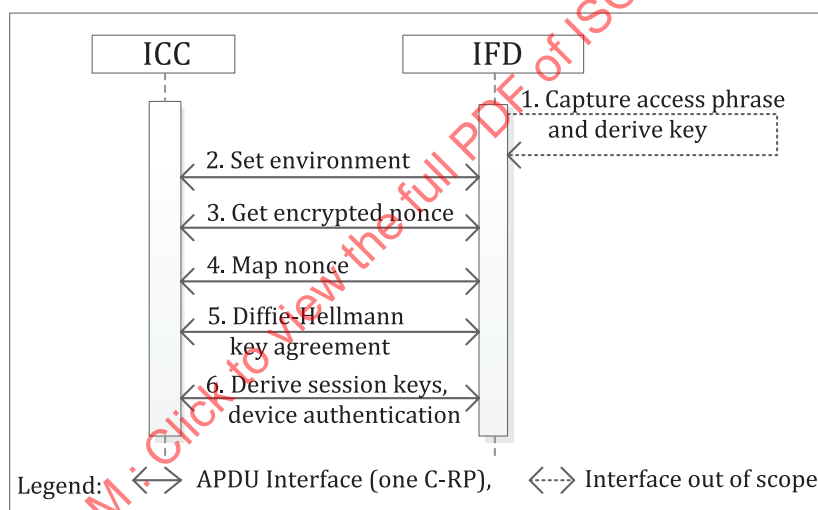 ICC
IFD
1. Capture access phrase
and derive key
2. Set environment
3. Get encrypted nonce
4. Map nonce
5. Diffie-Hellmann
key agreement
6. Derive session keys,
device authentication
Legend:
APDU Interface (one C-RP),
Interface out of scope
M : Click to view the full PDF of ISO